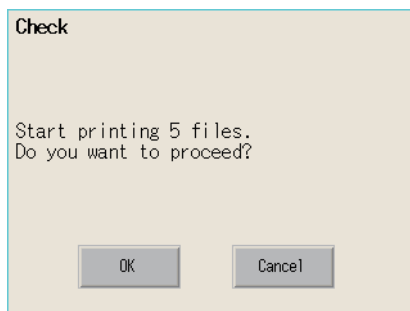 Check
Start printing 5 files.
Do you want to proceed?
OK
Cancel